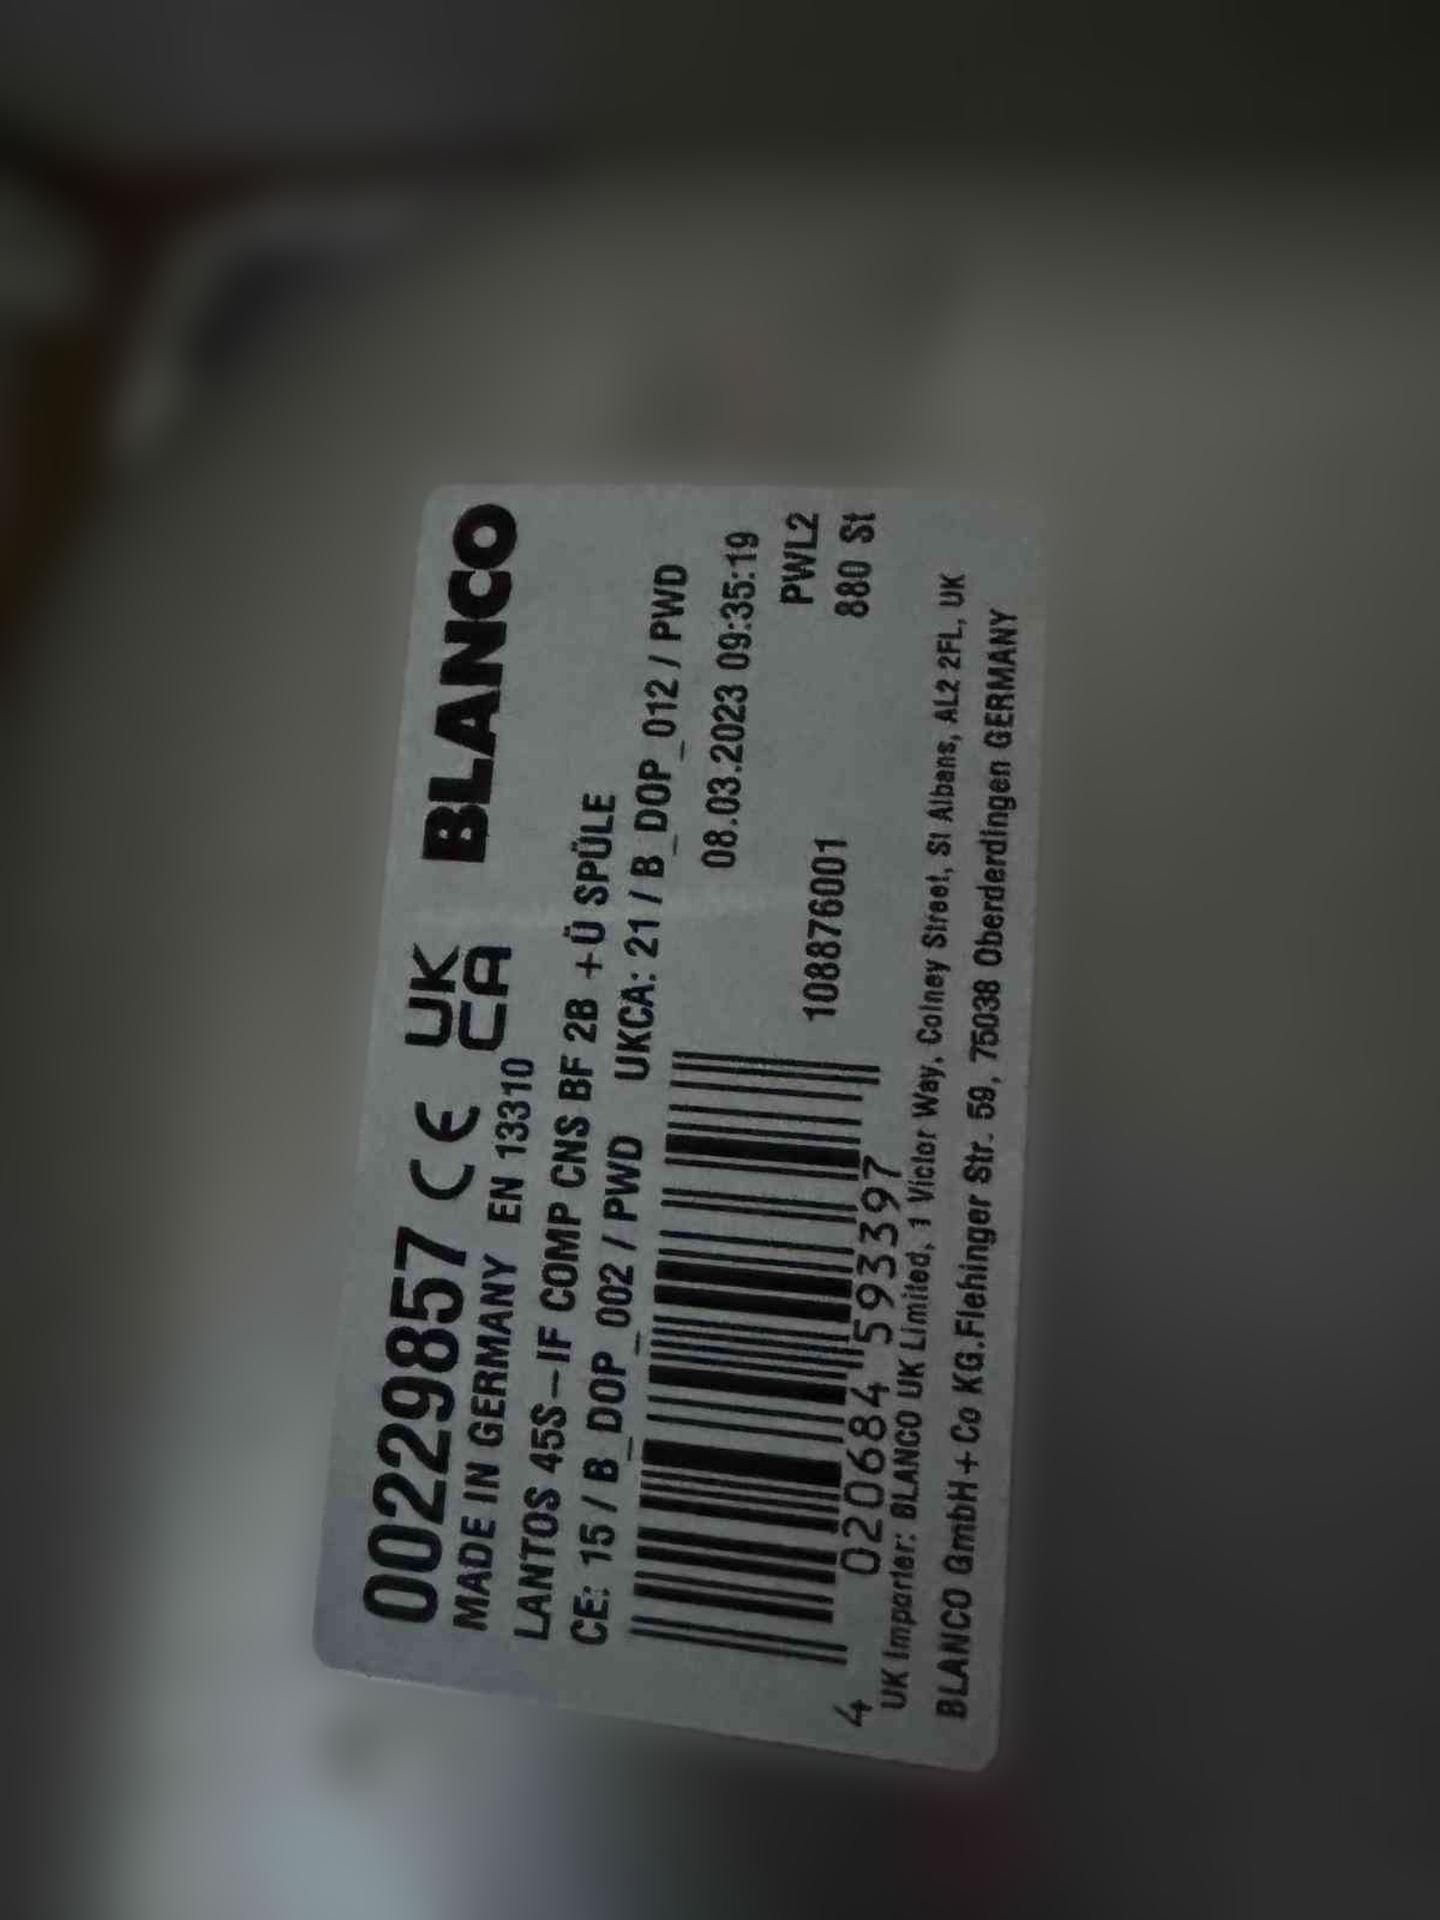 00229857 CE UK CA BLANCO
MADE IN GERMANY EN 13310
LANTOS 45S-IF COMP CNS BF 2B +Ü SPÜLE
CE: 15 / B_DOP_002 / PWD UKCA: 21 / B_DOP_012 / PWD
08.03.2023 09:35:19
PWL2
108876001 880 St
4 020684 593397
UK Importer: BLANCO UK Limited, 1 Victor Way, Colney Street, St Albans, AL2 2FL, UK
BLANCO GmbH+Co KG.Flehinger Str. 59, 75038 Oberderdingen GERMANY